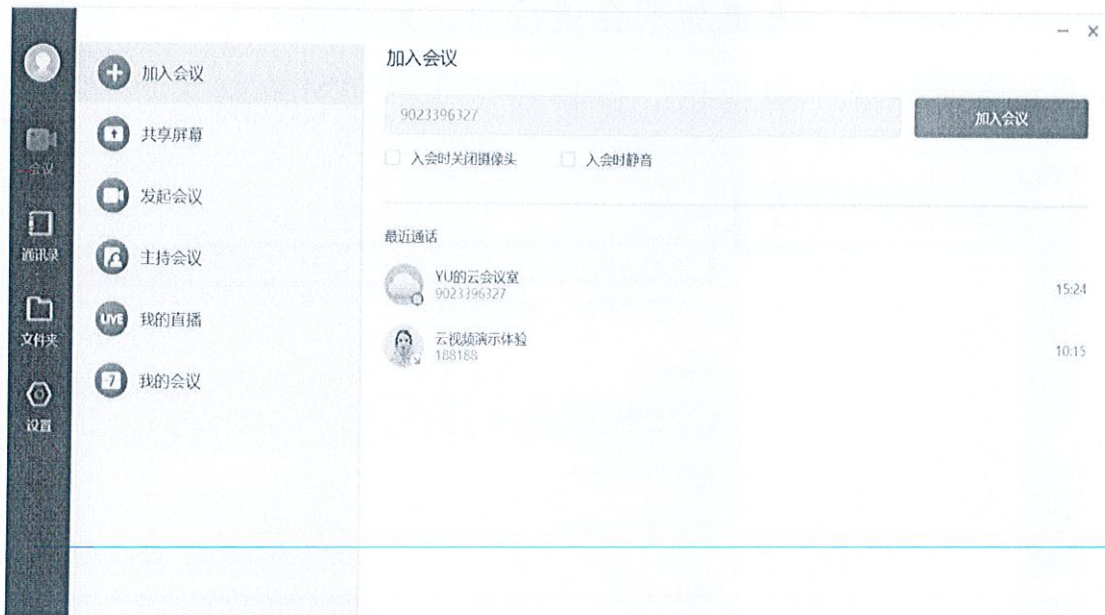 会议
通讯录
文件夹
设置
加入会议
共享屏幕
发起会议
主持会议
LIVE
我的直播
7
我的会议
加入会议
9023396327
加入会议
入会时关闭摄像头
入会时静音
最近通话
YU的云会议室
9023396327
15:24
云视频演示体验
188188
10:15